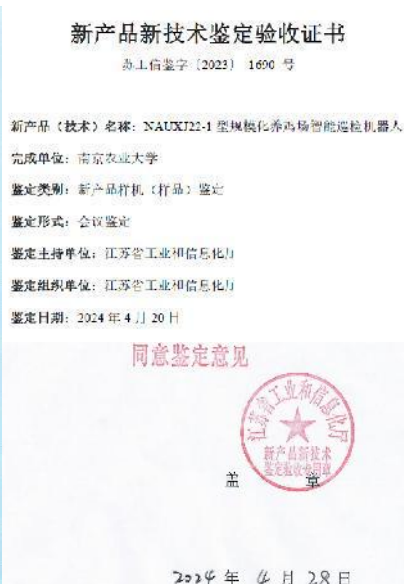 新产品新技术鉴定验收证书
苏工信鉴字〔2023〕1690 号
新产品（技术）名称：NAUXJ22-1 型规模化养鸡场智能巡检机器人
完成单位：南京农业大学
鉴定类别：新产品样机（样品）鉴定
鉴定形式：会议鉴定
鉴定主持单位：江苏省工业和信息化厅
鉴定组织单位：江苏省工业和信息化厅
鉴定日期：2024 年 4 月 20 日
同意鉴定意见
江苏省工业和信息化厅
新产品新技术
鉴定验收专用章
盖 章
2024 年 4 月 28 日